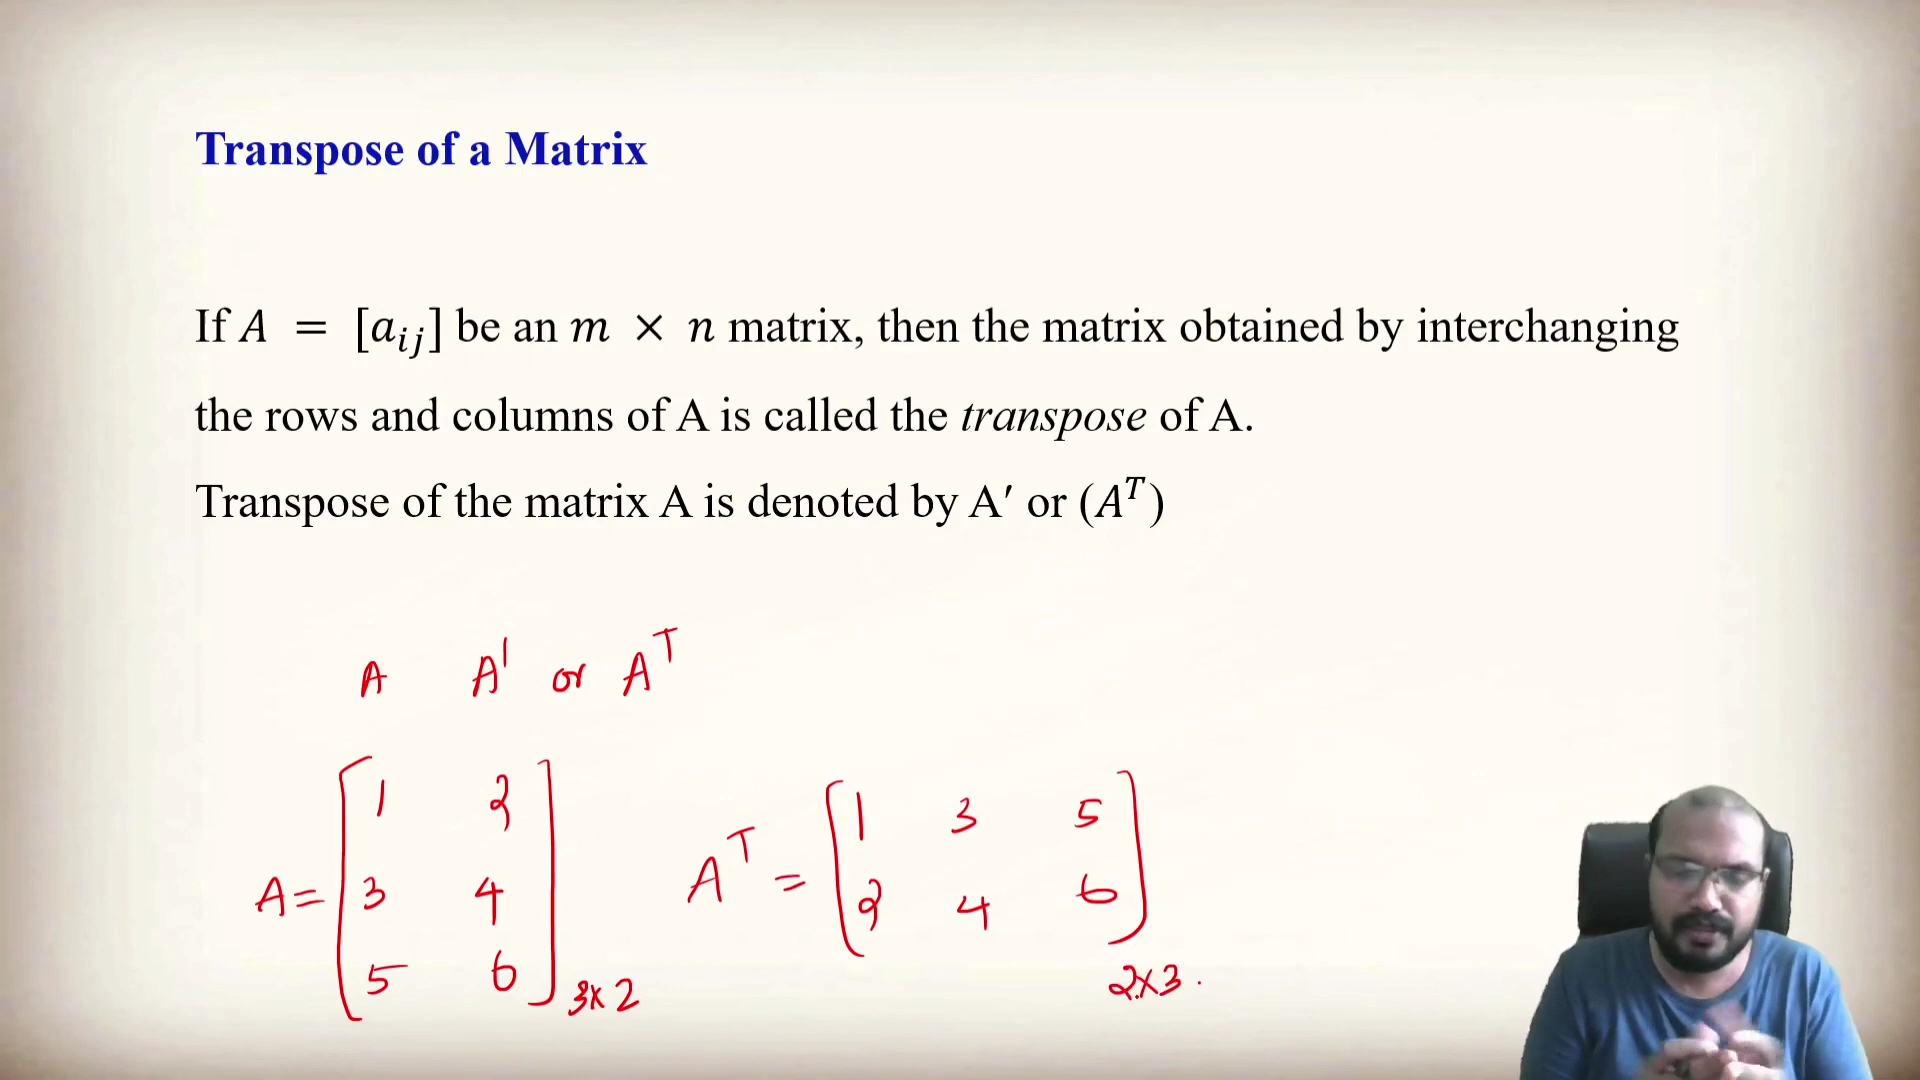 Transpose of a Matrix
If A = [aᵢⱼ] be an m × n matrix, then the matrix obtained by interchanging
the rows and columns of A is called the transpose of A.
Transpose of the matrix A is denoted by A′ or (Aᵀ)
A A' or Aᵀ
A = [1 2
3 4
5 6] 3x2
Aᵀ = [1 3 5
2 4 6]
2x3.